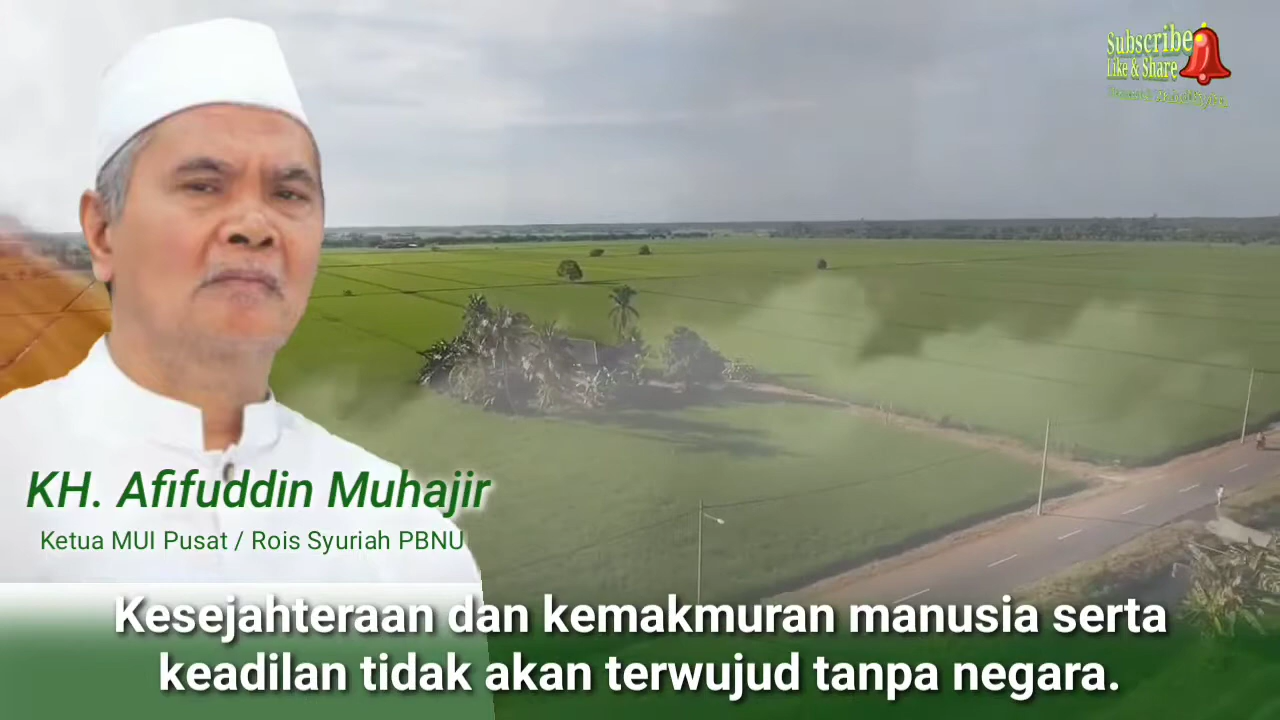 Subscribe
Like & Share
KH. Afifuddin Muhajir
Ketua MUI Pusat / Rois Syuriah PBNU
Kesejahteraan dan kemakmuran manusia serta
keadilan tidak akan terwujud tanpa negara.